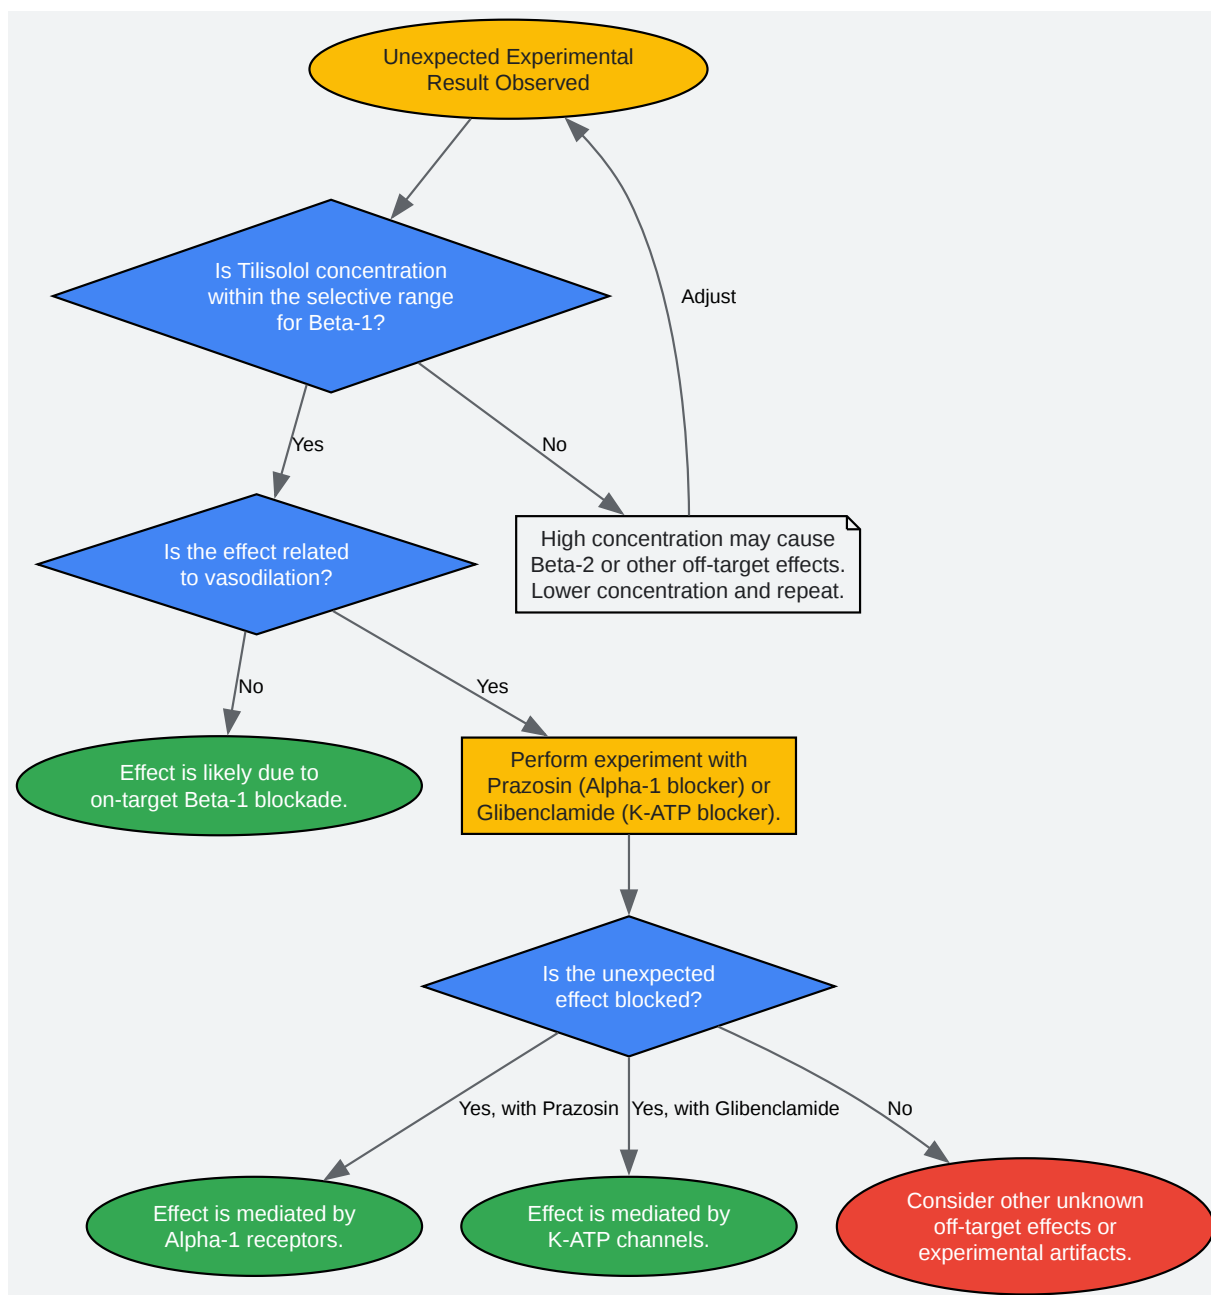 Unexpected Experimental
Result Observed
Is Tilisolol concentration
within the selective range
for Beta-1?
Adjust
Yes
No
High concentration may cause
Beta-2 or other off-target effects.
Lower concentration and repeat.
Is the effect related
to vasodilation?
No
Yes
Effect is likely due to
on-target Beta-1 blockade.
Perform experiment with
Prazosin (Alpha-1 blocker) or
Glibenclamide (K-ATP blocker).
Is the unexpected
effect blocked?
Yes, with Prazosin
Yes, with Glibenclamide
No
Effect is mediated by
Alpha-1 receptors.
Effect is mediated by
K-ATP channels.
Consider other unknown
off-target effects or
experimental artifacts.